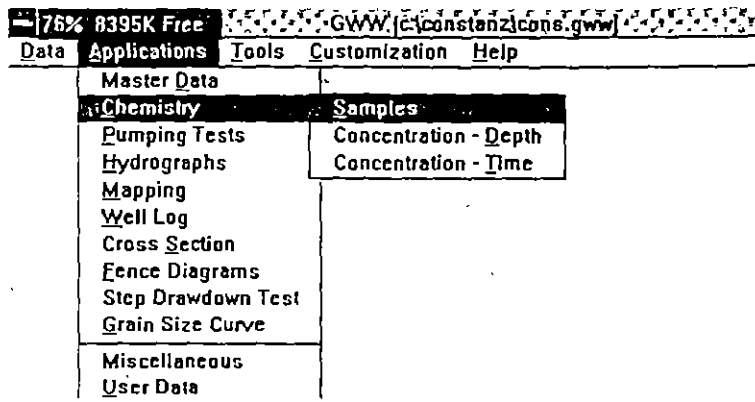 76% 8395K Free GWW [c:\constanz\cons.gww]
Data Applications Tools Customization Help
Master Data
Chemistry Samples
Pumping Tests Concentration - Depth
Hydrographs Concentration - Time
Mapping
Well Log
Cross Section
Fence Diagrams
Step Drawdown Test
Grain Size Curve
Miscellaneous
User Data